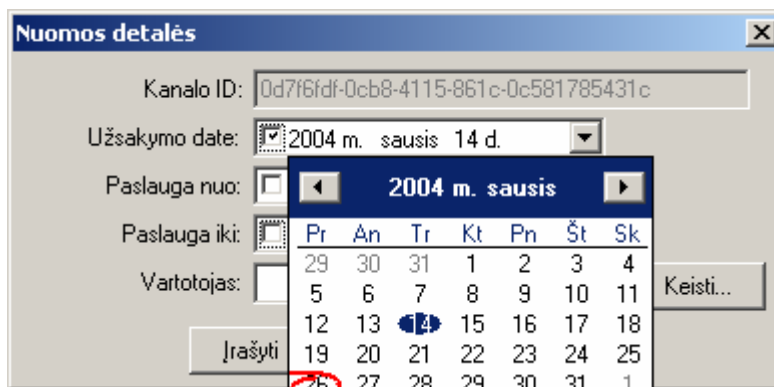 Nuomos detalės
Kanalo ID: 0d7f6fdf-0cb8-4115-861c-0c581785431c
Užsakymo date: 2004 m. sausis 14 d.
Paslauga nuo:
Paslauga iki:
Vartotojas:
Keisti...
Įrašyti
2004 m. sausis
Pr An Tr Kt Pn Št Sk
29 30 31 1 2 3 4
5 6 7 8 9 10 11
12 13 14 15 16 17 18
19 20 21 22 23 24 25
26 27 28 29 30 31 1